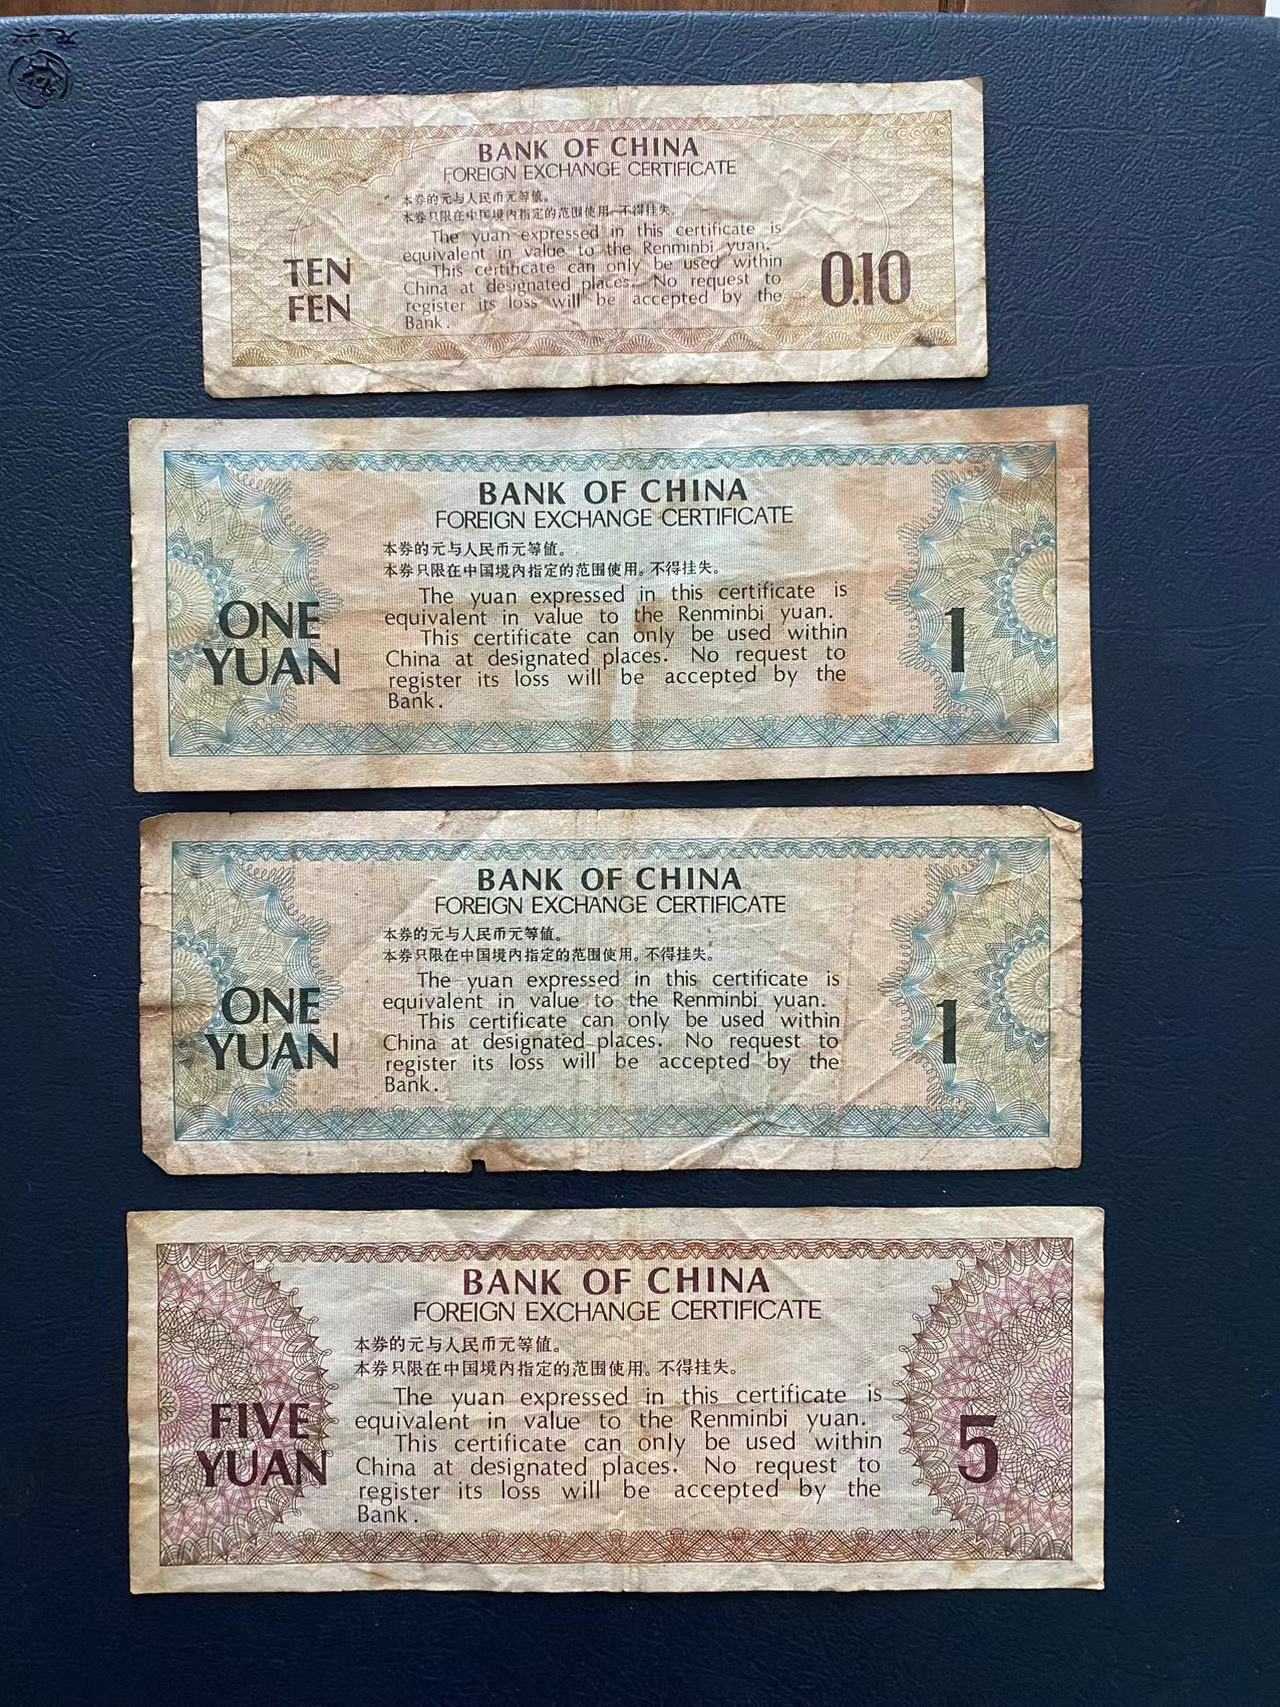 BANK OF CHINA
FOREIGN EXCHANGE CERTIFICATE
本券的元与人民币元等值。
本券只限在中国境内指定的范围使用。不得挂失。
The yuan expressed in this certificate is
equivalent in value to the Renminbi yuan.
This certificate can only be used within
China at designated places. No request to
register its loss will be accepted by the
Bank.
TEN
FEN
0.10
BANK OF CHINA
FOREIGN EXCHANGE CERTIFICATE
本券的元与人民币元等值。
本券只限在中国境内指定的范围使用。不得挂失。
The yuan expressed in this certificate is
equivalent in value to the Renminbi yuan.
This certificate can only be used within
China at designated places. No request to
register its loss will be accepted by the
Bank.
ONE
YUAN
1
BANK OF CHINA
FOREIGN EXCHANGE CERTIFICATE
本券的元与人民币元等值。
本券只限在中国境内指定的范围使用。不得挂失。
The yuan expressed in this certificate is
equivalent in value to the Renminbi yuan.
This certificate can only be used within
China at designated places. No request to
register its loss will be accepted by the
Bank.
ONE
YUAN
1
BANK OF CHINA
FOREIGN EXCHANGE CERTIFICATE
本券的元与人民币元等值。
本券只限在中国境内指定的范围使用。不得挂失。
The yuan expressed in this certificate is
equivalent in value to the Renminbi yuan.
This certificate can only be used within
China at designated places. No request to
register its loss will be accepted by the
Bank.
FIVE
YUAN
5